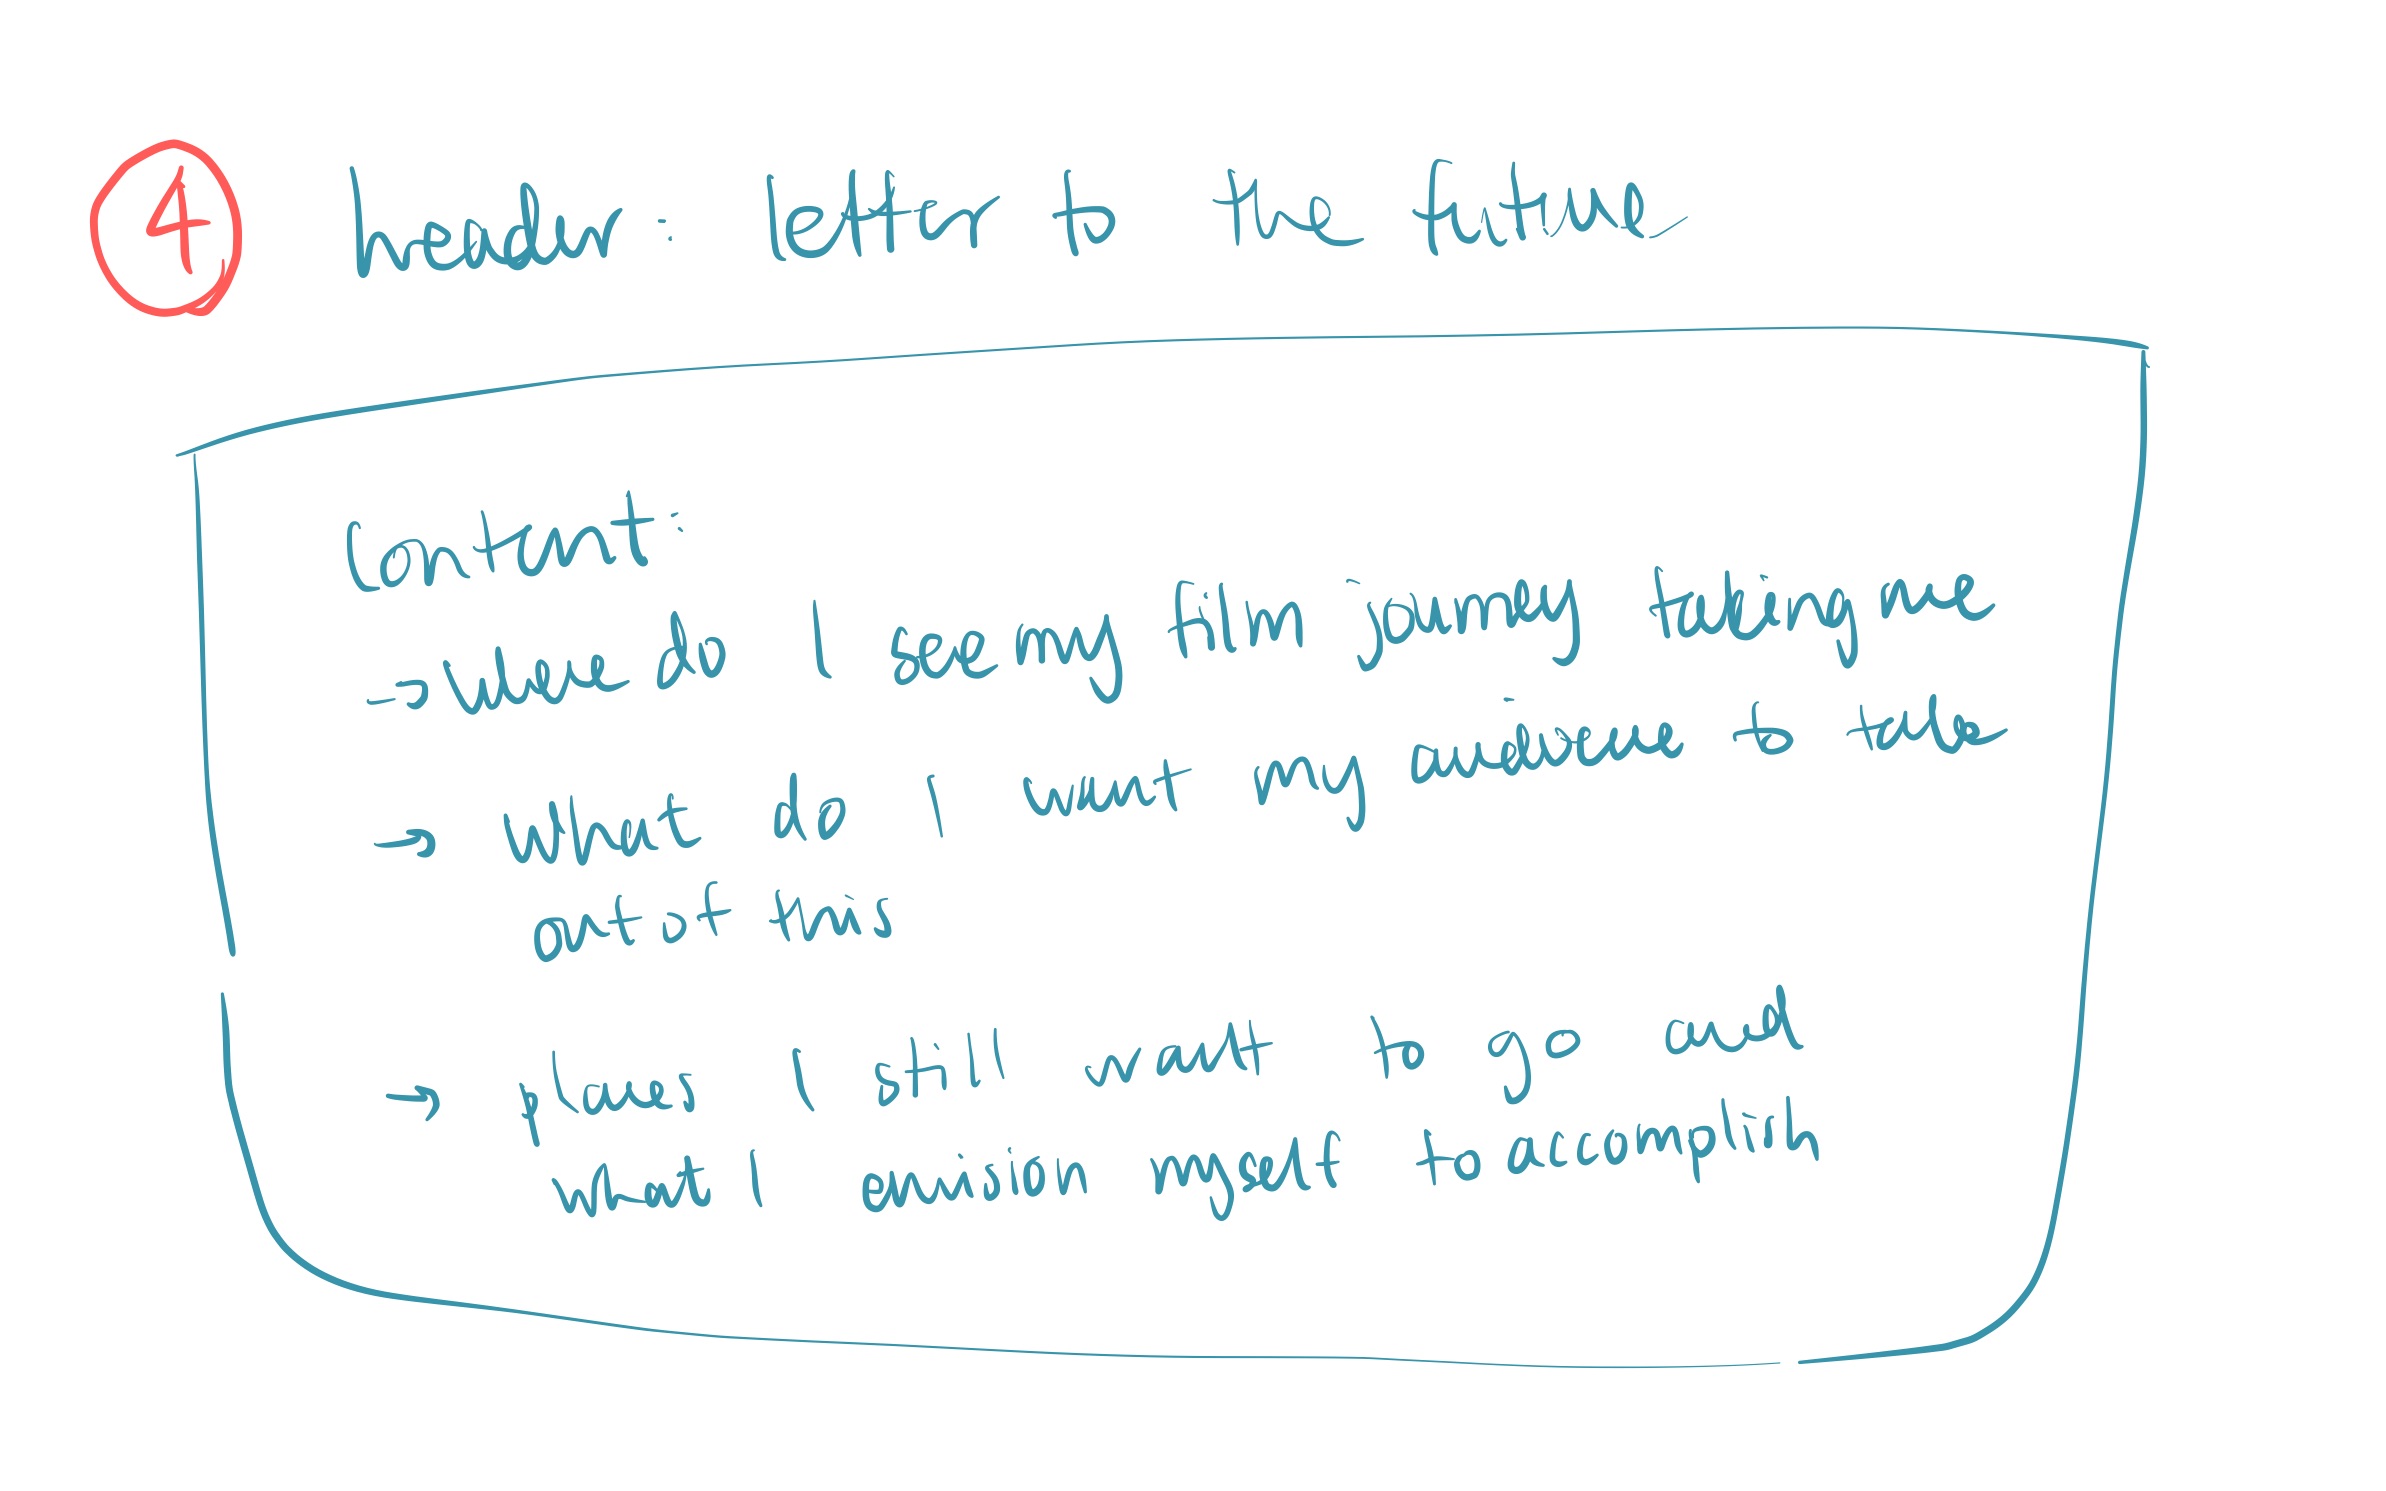 4 header : letter to the future
Content:
→ where do I see my film journey taking me
→ What do I want my audience to take
out of this
→ places I still want to go and
what I envision myself to accomplish